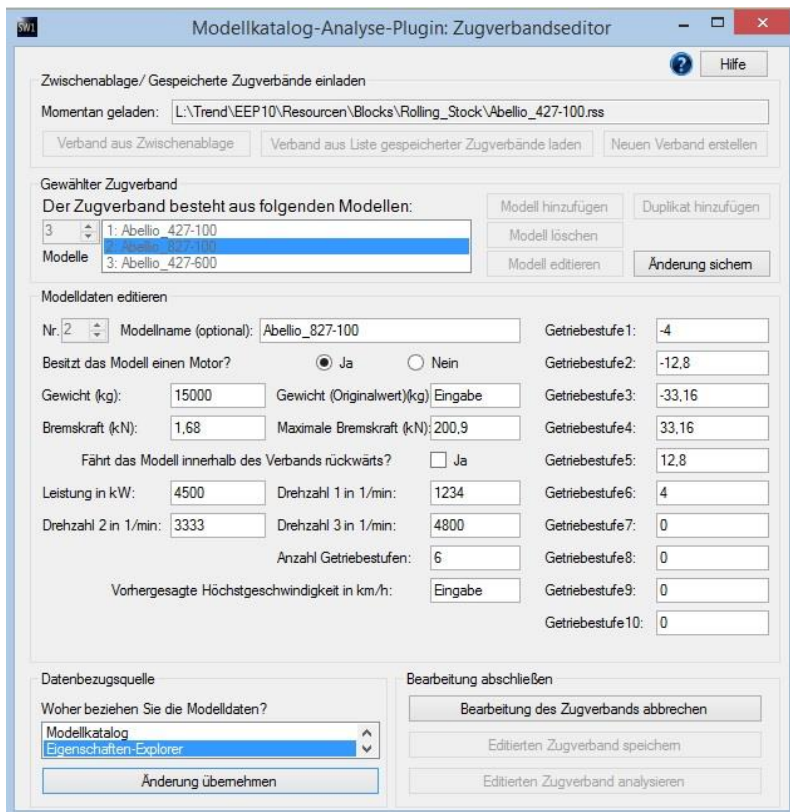 SW1 Modellkatalog-Analyse-Plugin: Zugverbandseditor
? Hilfe
Zwischenablage/ Gespeicherte Zugverbände einladen
Momentan geladen: L:\Trend\EEP10\Resourcen\Blocks\Rolling_Stock\Abellio_427-100.rss
Verband aus Zwischenablage Verband aus Liste gespeicherter Zugverbände laden Neuen Verband erstellen
Gewählter Zugverband
Der Zugverband besteht aus folgenden Modellen: Modell hinzufügen Duplikat hinzufügen
3 1: Abellio_427-100
2: Abellio_827-100 Modell löschen
Modelle 3: Abellio_427-600 Modell editieren Änderung sichern
Modelldaten editieren
Nr. 2 Modellname (optional): Abellio_827-100 Getriebestufe1: -4
Besitzt das Modell einen Motor? Ja Nein Getriebestufe2: -12,8
Gewicht (kg): 15000 Gewicht (Originalwert)(kg) Eingabe Getriebestufe3: -33,16
Bremskraft (kN): 1,68 Maximale Bremskraft (kN): 200,9 Getriebestufe4: 33,16
Fährt das Modell innerhalb des Verbands rückwärts? Ja Getriebestufe5: 12,8
Leistung in kW: 4500 Drehzahl 1 in 1/min: 1234 Getriebestufe6: 4
Drehzahl 2 in 1/min: 3333 Drehzahl 3 in 1/min: 4800 Getriebestufe7: 0
Anzahl Getriebestufen: 6 Getriebestufe8: 0
Vorhergesagte Höchstgeschwindigkeit in km/h: Eingabe Getriebestufe9: 0
Getriebestufe10: 0
Datenbezugsquelle Bearbeitung abschließen
Woher beziehen Sie die Modelldaten? Bearbeitung des Zugverbands abbrechen
Modellkatalog
Eigenschaften-Explorer Editierten Zugverband speichern
Änderung übernehmen Editierten Zugverband analysieren